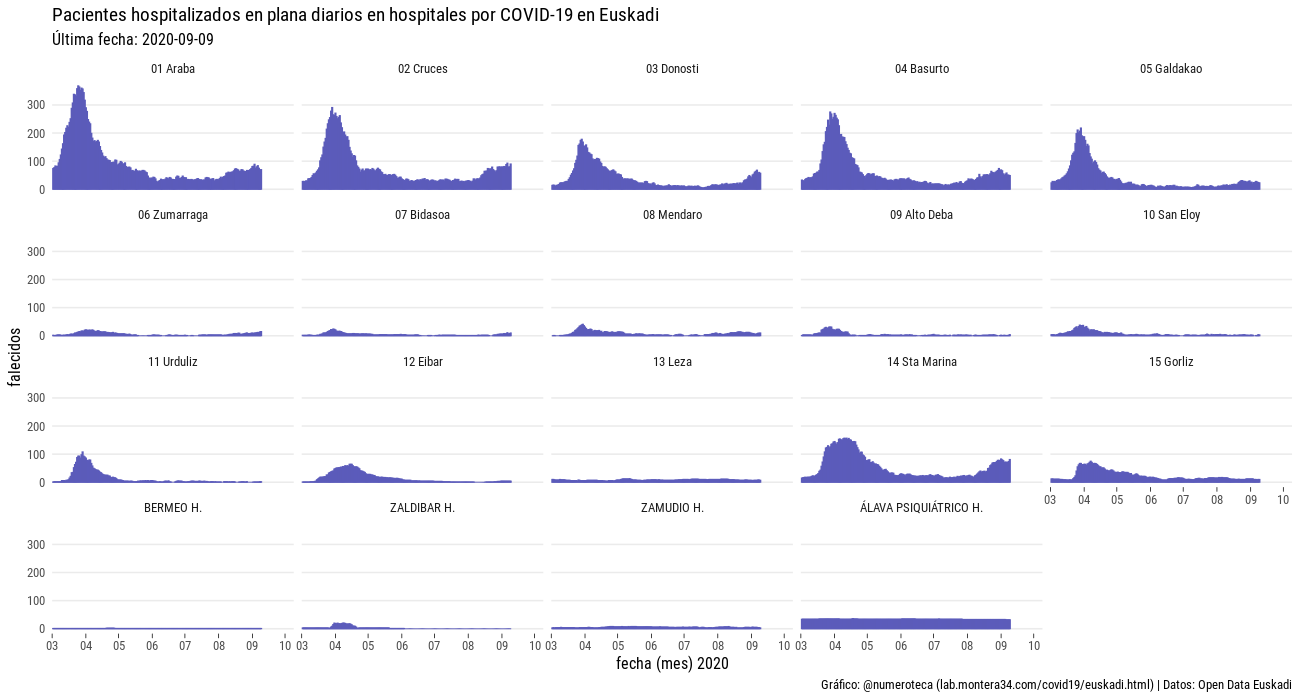 Pacientes hospitalizados en plana diarios en hospitales por COVID-19 en Euskadi
Última fecha: 2020-09-09
01 Araba 02 Cruces 03 Donosti 04 Basurto 05 Galdakao
300
200
100
0
06 Zumarraga 07 Bidasoa 08 Mendaro 09 Alto Deba 10 San Eloy
300
200
100
0
falecidos
11 Urduliz 12 Eibar 13 Leza 14 Sta Marina 15 Gorliz
300
200
100
0
03 04 05 06 07 08 09 10
BERMEO H. ZALDIBAR H. ZAMUDIO H. ÁLAVA PSIQUIÁTRICO H.
300
200
100
0
03 04 05 06 07 08 09 10 03 04 05 06 07 08 09 10 03 04 05 06 07 08 09 10 03 04 05 06 07 08 09 10
fecha (mes) 2020
Gráfico: @numeroteca (lab.montera34.com/covid19/euskadi.html) | Datos: Open Data Euskadi